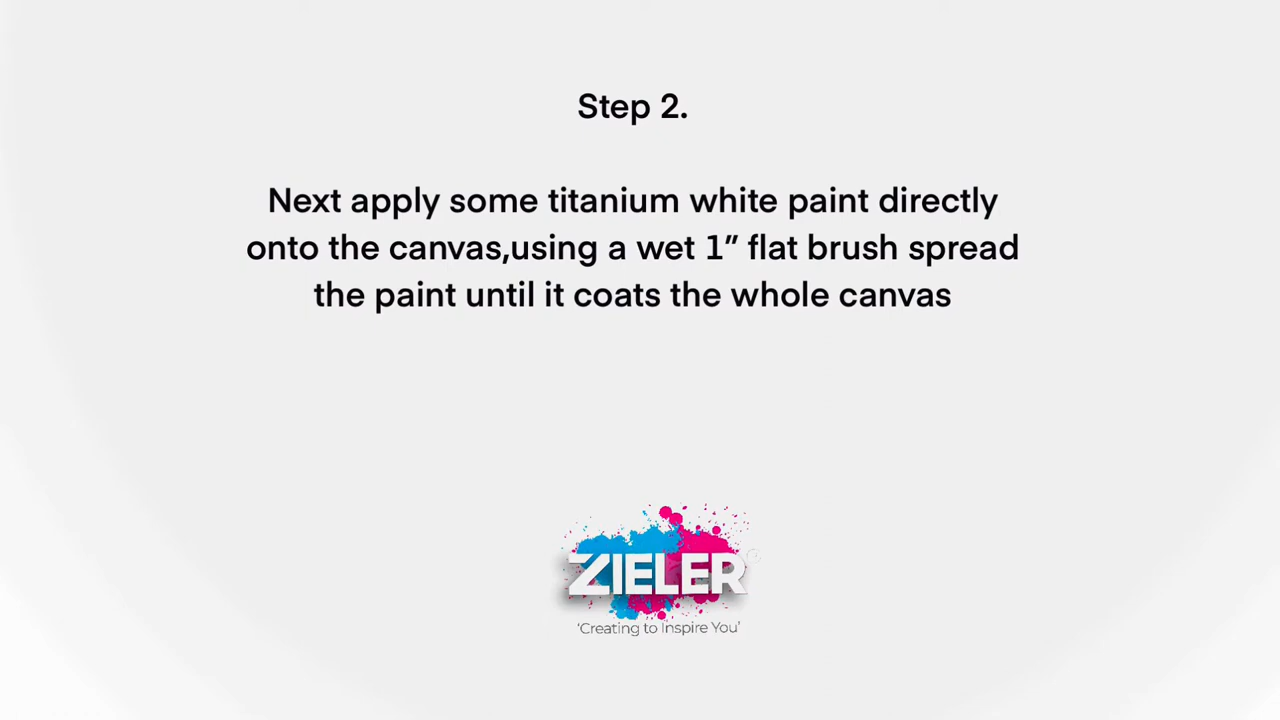 Step 2.
Next apply some titanium white paint directly
onto the canvas,using a wet 1” flat brush spread
the paint until it coats the whole canvas
ZIELER
‘Creating to Inspire You’